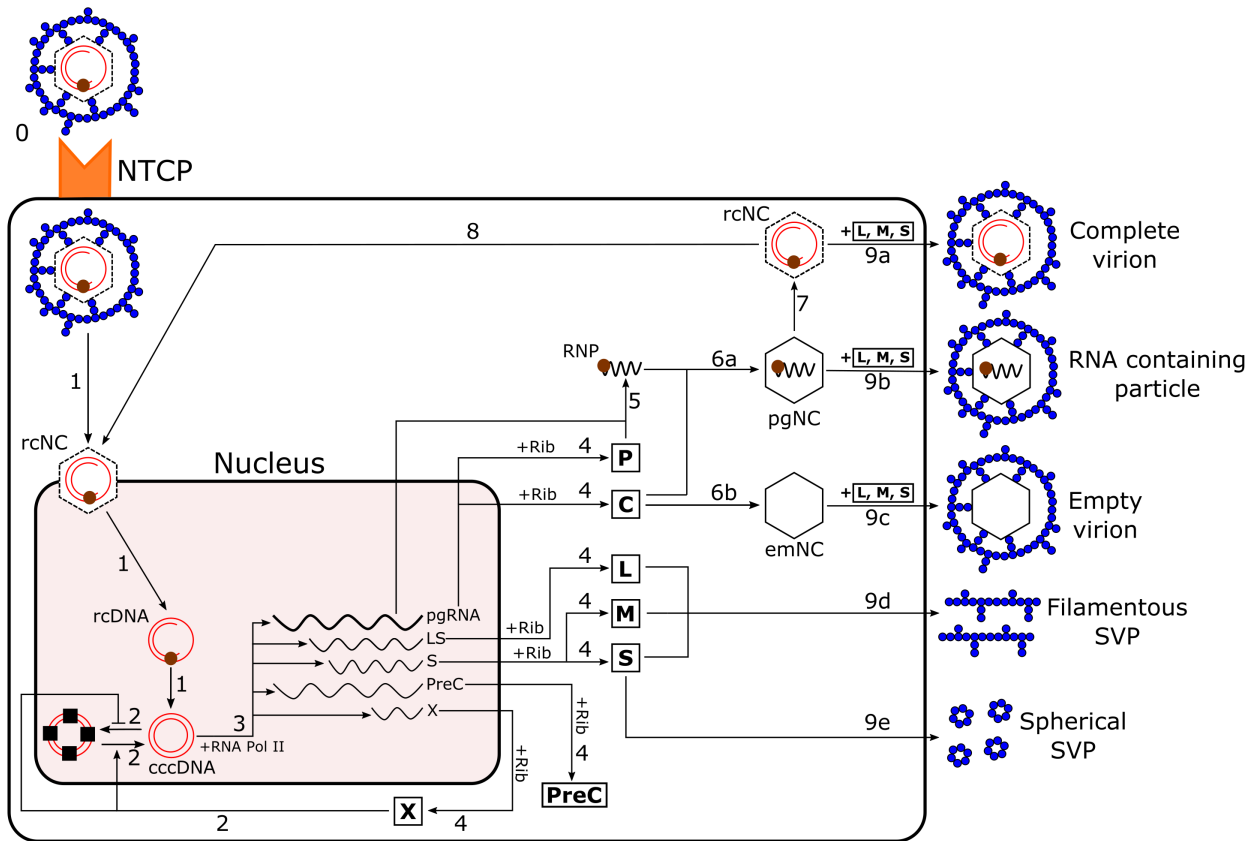 0
NTCP
rcNC
8
+ L, M, S
9a
Complete
virion
1
7
RNP
6a
+ L, M, S
9b
RNA containing
particle
5
pgNC
rcNC
Nucleus
+Rib
4
P
+Rib
4
C
6b
+ L, M, S
9c
Empty
virion
emNC
1
4
L
rcDNA
pgRNA
4
M
9d
Filamentous
SVP
LS
+Rib
S
+Rib
4
S
1
PreC
2
3
X
+Rib
9e
Spherical
SVP
2
+RNA Pol II
cccDNA
+Rib
4
PreC
X
2
4